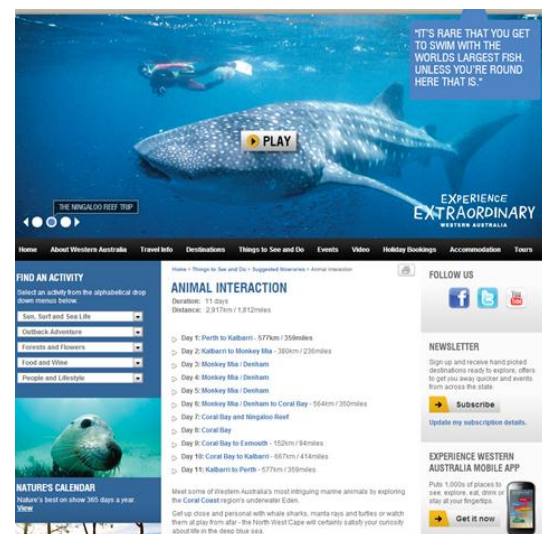 "IT'S RARE THAT YOU GET
TO SWIM WITH THE
WORLDS LARGEST FISH.
UNLESS YOU'RE ROUND
HERE THAT IS."
PLAY
THE NINGALOO REEF TRIP
EXPERIENCE
EXTRAORDINARY
WESTERN AUSTRALIA
Home About Western Australia Travel Info Destinations Things to See and Do Events Video Holiday Bookings Accommodation Tours
FIND AN ACTIVITY
Select an activity from the alphabetical drop
down menus below.
Sun, Surf and Sea Life
Outback Adventure
Forests and Flowers
Food and Wine
People and Lifestyle
NATURE'S CALENDAR
Nature's best on show 365 days a year.
View
Home > Things to See and Do > Suggested Itineraries > Animal Interaction
ANIMAL INTERACTION
Duration: 11 days
Distance: 2,917km / 1,812miles
Day 1: Perth to Kalbarri - 577km / 359miles
Day 2: Kalbarri to Monkey Mia - 380km / 236miles
Day 3: Monkey Mia / Denham
Day 4: Monkey Mia / Denham
Day 5: Monkey Mia / Denham
Day 6: Monkey Mia / Denham to Coral Bay - 564km / 350miles
Day 7: Coral Bay and Ningaloo Reef
Day 8: Coral Bay
Day 9: Coral Bay to Exmouth - 152km / 94miles
Day 10: Coral Bay to Kalbarri - 667km / 414miles
Day 11: Kalbarri to Perth - 577km / 359miles
Meet some of Western Australia's most intriguing marine animals by exploring
the Coral Coast region's underwater Eden.
Get up close and personal with whale sharks, manta rays and turtles or watch
them at play from afar - the North West Cape will certainly satisfy your curiosity
about life in the deep blue sea.
FOLLOW US
f
t
You Tube
NEWSLETTER
Sign up and receive hand picked
destinations ready to explore, offers
to get you away quicker and events
from across the state.
Subscribe
Update my subscription details.
EXPERIENCE WESTERN
AUSTRALIA MOBILE APP
Puts 1,000s of places to
see, explore, eat, drink or
stay at your fingertips.
Get it now